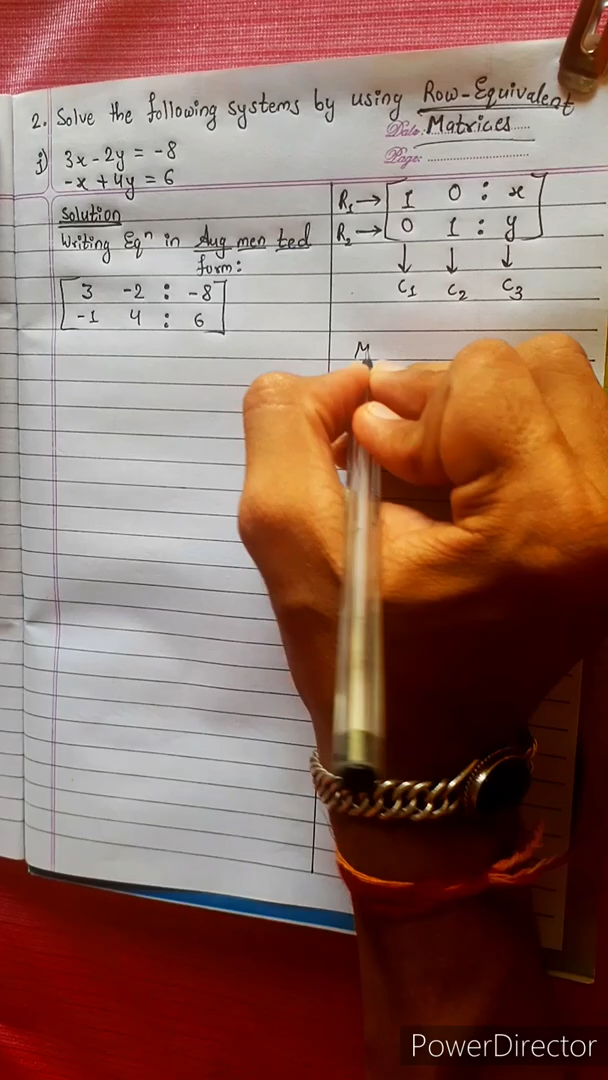 2. Solve the following systems by using Row-Equivalent
Matrices
Date:
Page:
i) 3x - 2y = -8
-x + 4y = 6
Solution
Writing Eqⁿ in Augmented
form:
3 -2 : -8
-1 4 : 6
R₁ → 1 0 : x
R₂ → 0 1 : y
↓ ↓ ↓
C₁ C₂ C₃
M
PowerDirector